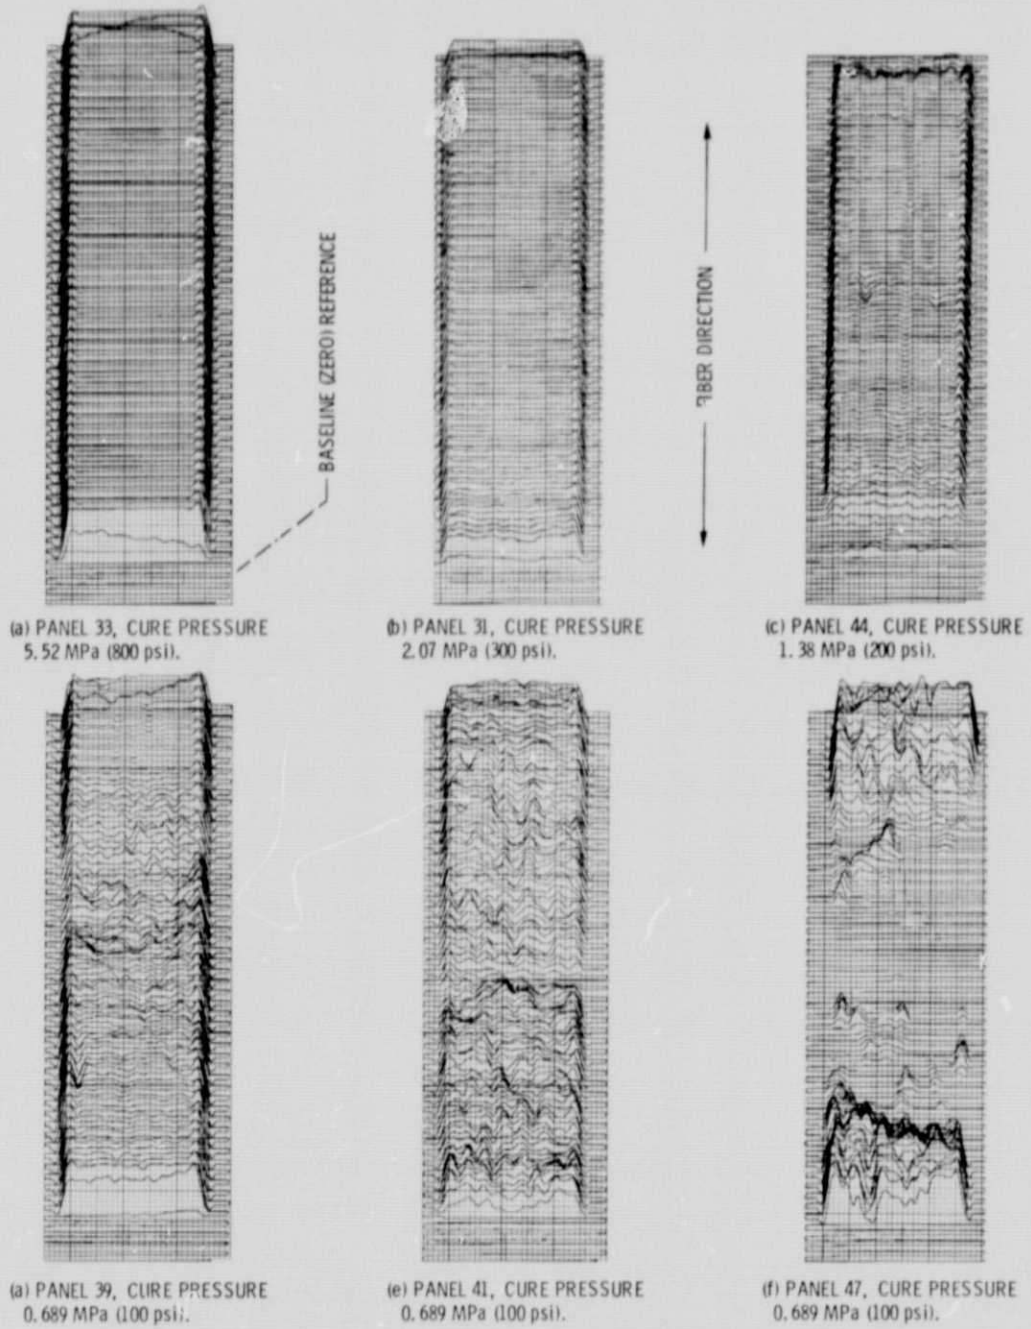 BASELINE (ZERO) REFERENCE
FIBER DIRECTION
(a) PANEL 33, CURE PRESSURE
5.52 MPa (800 psi).
(b) PANEL 31, CURE PRESSURE
2.07 MPa (300 psi).
(c) PANEL 44, CURE PRESSURE
1.38 MPa (200 psi).
(a) PANEL 39, CURE PRESSURE
0.689 MPa (100 psi).
(e) PANEL 41, CURE PRESSURE
0.689 MPa (100 psi).
(f) PANEL 47, CURE PRESSURE
0.689 MPa (100 psi).